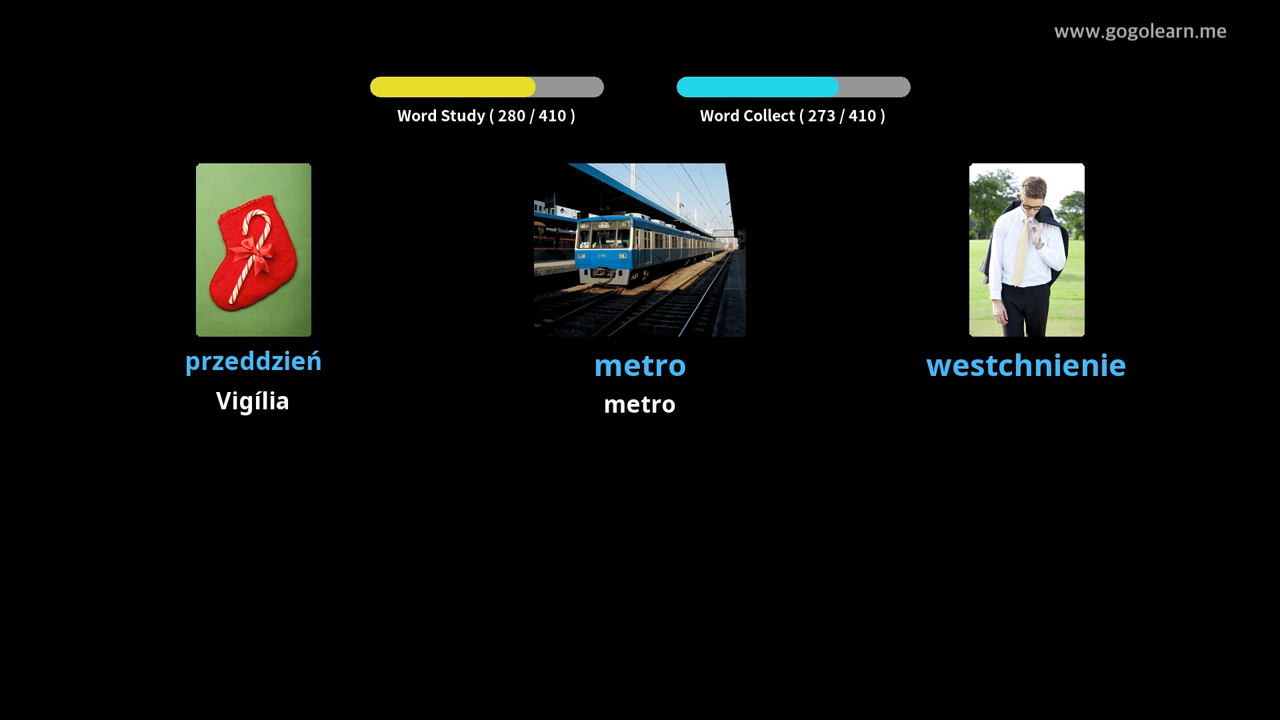 www.gogolearn.me
Word Study ( 280 / 410 )
Word Collect ( 273 / 410 )
przeddzień
metro
westchnienie
Vigília
metro